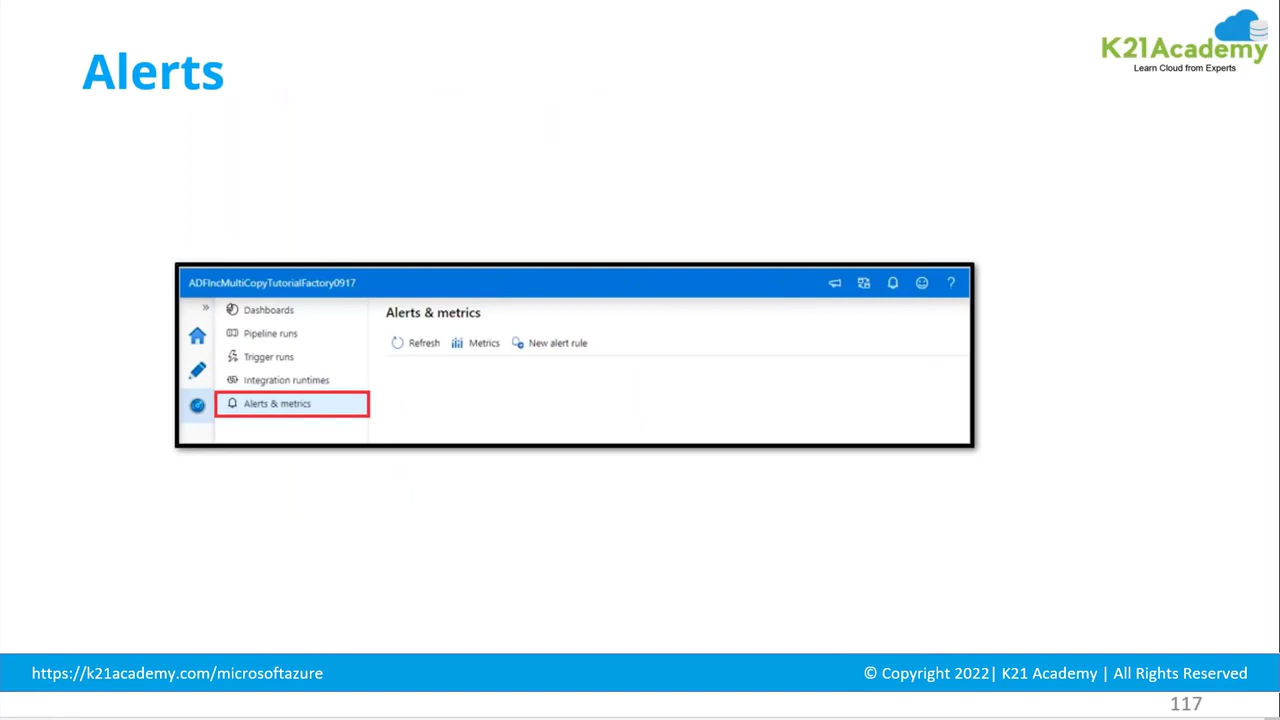 K21Academy
Learn Cloud from Experts
Alerts
ADFIncMultiCopyTutorialFactory0917
?
»
Dashboards
Pipeline runs
Trigger runs
Integration runtimes
Alerts & metrics
Alerts & metrics
Refresh Metrics New alert rule
https://k21academy.com/microsoftazure
© Copyright 2022| K21 Academy | All Rights Reserved
117